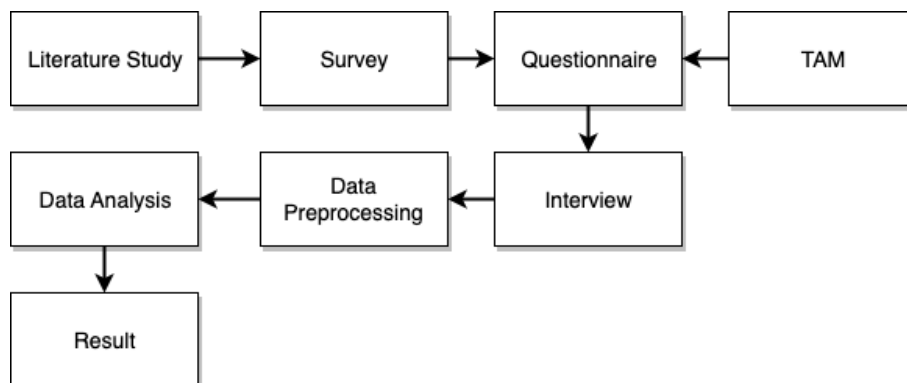 Literature Study
Survey
Questionnaire
TAM
Data Analysis
Data
Preprocessing
Interview
Result